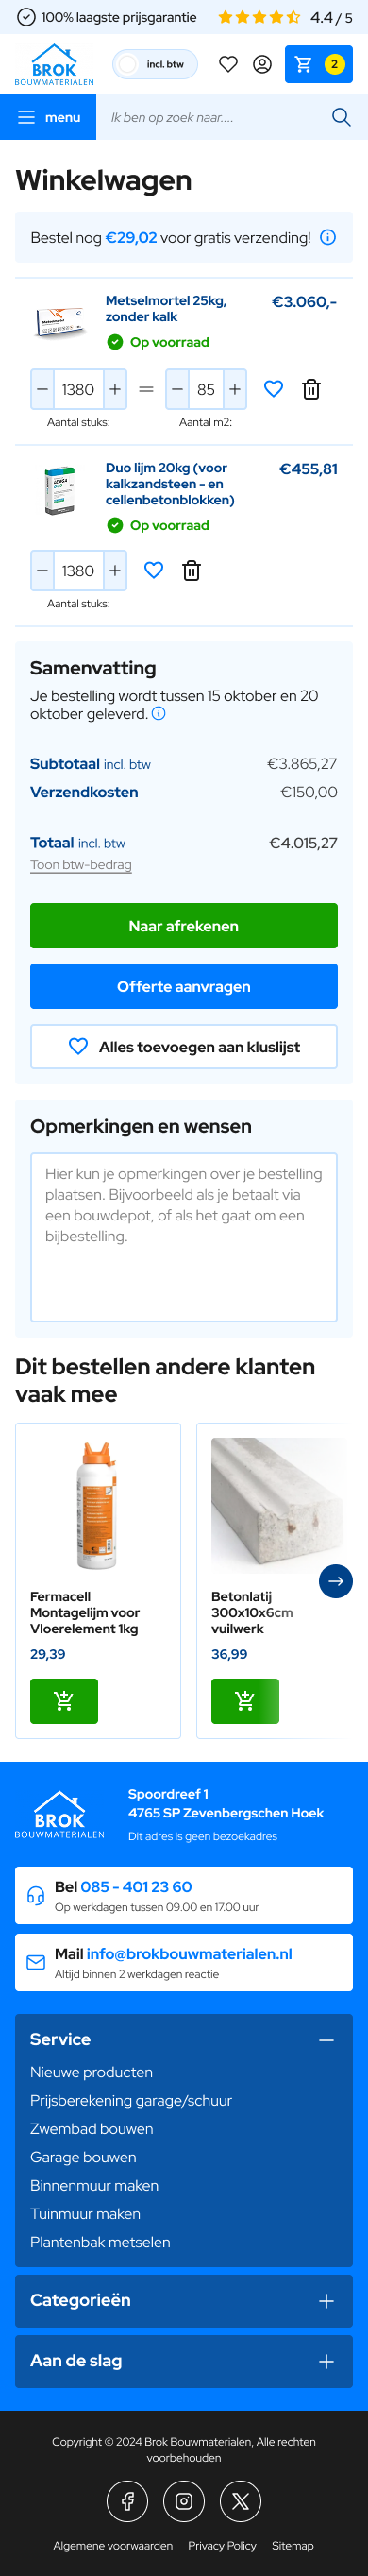 100% laagste prijsgarantie
4.4 / 5
BROK
BOUWMATERIALEN
incl. btw
2
menu
Ik ben op zoek naar....
Winkelwagen
Bestel nog €29,02 voor gratis verzending!
Metselmortel 25kg,
zonder kalk
€3.060,-
Op voorraad
1380
85
Aantal stuks:
Aantal m2:
Duo lijm 20kg (voor
kalkzandsteen - en
cellenbetonblokken)
€455,81
Op voorraad
1380
Aantal stuks:
Samenvatting
Je bestelling wordt tussen 15 oktober en 20
oktober geleverd.
Subtotaal incl. btw €3.865,27
Verzendkosten €150,00
Totaal incl. btw €4.015,27
Toon btw-bedrag
Naar afrekenen
Offerte aanvragen
Alles toevoegen aan kluslijst
Opmerkingen en wensen
Hier kun je opmerkingen over je bestelling
plaatsen. Bijvoorbeeld als je betaalt via
een bouwdepot, of als het gaat om een
bijbestelling.
Dit bestellen andere klanten
vaak mee
Fermacell
Montagelijm voor
Vloerelement 1kg
29,39
Betonlatij
300x10x6cm
vuilwerk
36,99
BROK
BOUWMATERIALEN
Spoordreef 1
4765 SP Zevenbergschen Hoek
Dit adres is geen bezoekadres
Bel 085 - 401 23 60
Op werkdagen tussen 09.00 en 17.00 uur
Mail info@brokbouwmaterialen.nl
Altijd binnen 2 werkdagen reactie
Service
Nieuwe producten
Prijsberekening garage/schuur
Zwembad bouwen
Garage bouwen
Binnenmuur maken
Tuinmuur maken
Plantenbak metselen
Categorieën
Aan de slag
Copyright © 2024 Brok Bouwmaterialen, Alle rechten
voorbehouden
Algemene voorwaarden
Privacy Policy
Sitemap